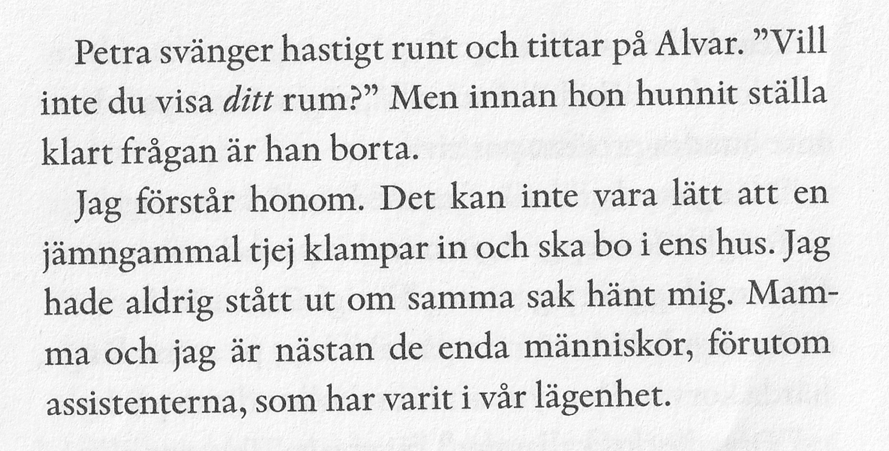 Petra svänger hastigt runt och tittar på Alvar. ”Vill
inte du visa ditt rum?” Men innan hon hunnit ställa
klart frågan är han borta.
Jag förstår honom. Det kan inte vara lätt att en
jämngammal tjej klampar in och ska bo i ens hus. Jag
hade aldrig stått ut om samma sak hänt mig. Mam-
ma och jag är nästan de enda människor, förutom
assistenterna, som har varit i vår lägenhet.